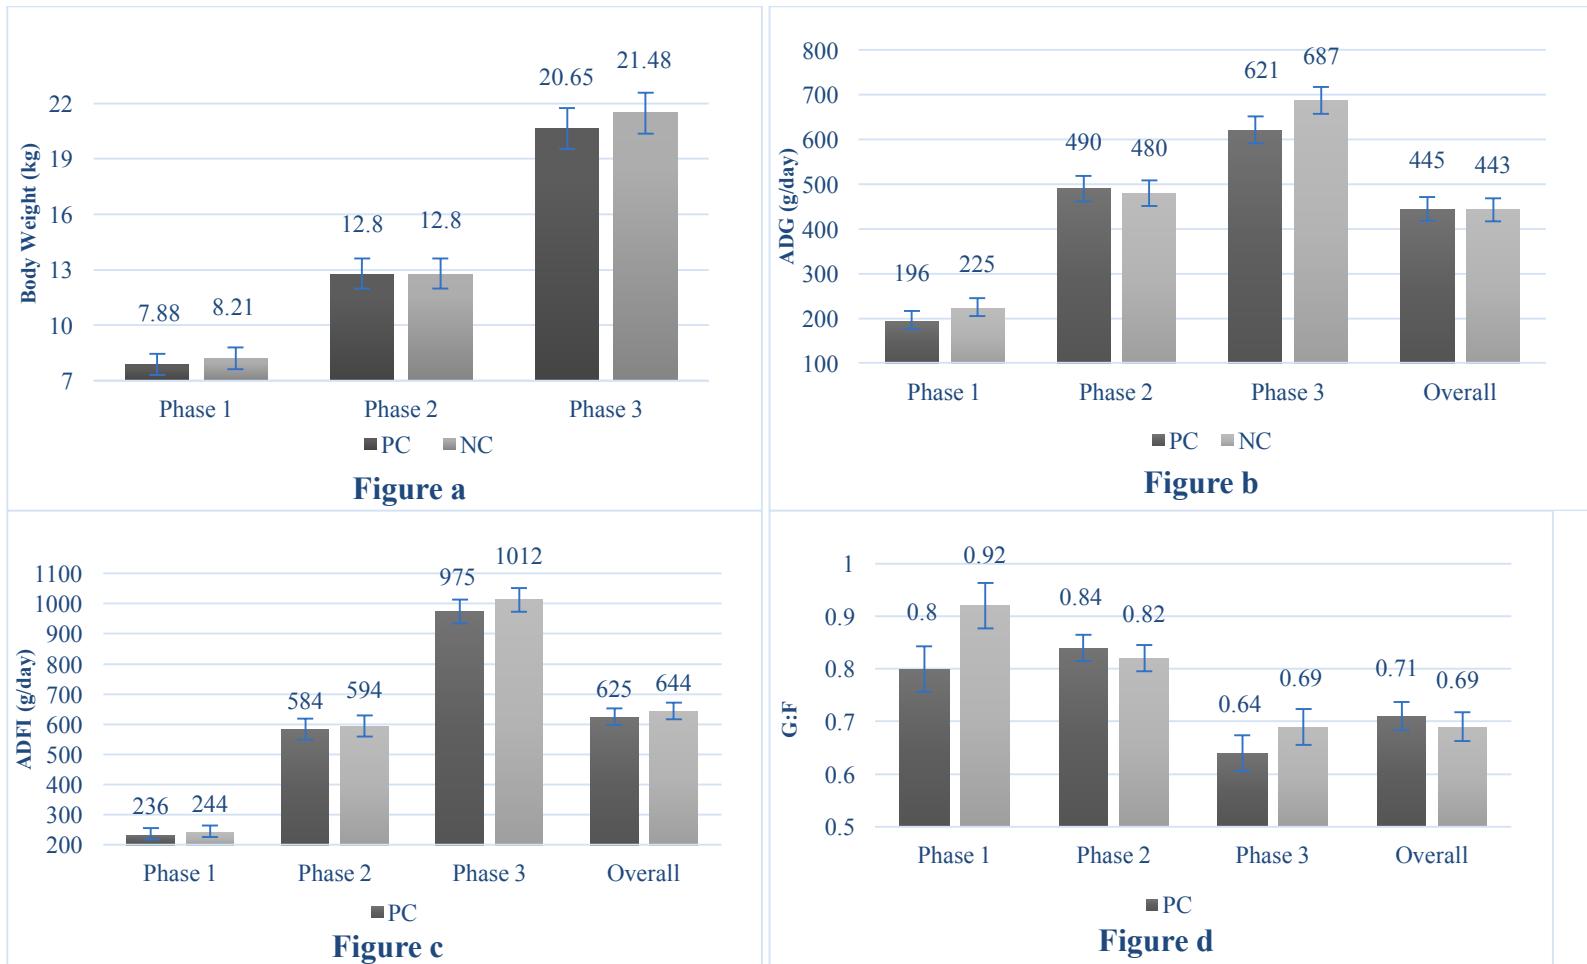 20.65
21.48
22
19
Body Weight (kg)
16
12.8
12.8
13
7.88
8.21
10
7
Phase 1
Phase 2
Phase 3
PC
NC
Figure a
800
687
621
700
600
490
480
445
443
500
ADG (g/day)
400
300
196
225
200
100
Phase 1
Phase 2
Phase 3
Overall
PC
NC
Figure b
1012
975
1100
1000
900
ADFI (g/day)
800
700
584
594
625
644
600
500
400
300
236
244
200
Phase 1
Phase 2
Phase 3
Overall
PC
Figure c
1
0.92
0.9
0.8
0.84
0.82
0.8
0.71
0.69
0.69
0.64
0.7
G:F
0.6
0.5
Phase 1
Phase 2
Phase 3
Overall
PC
Figure d